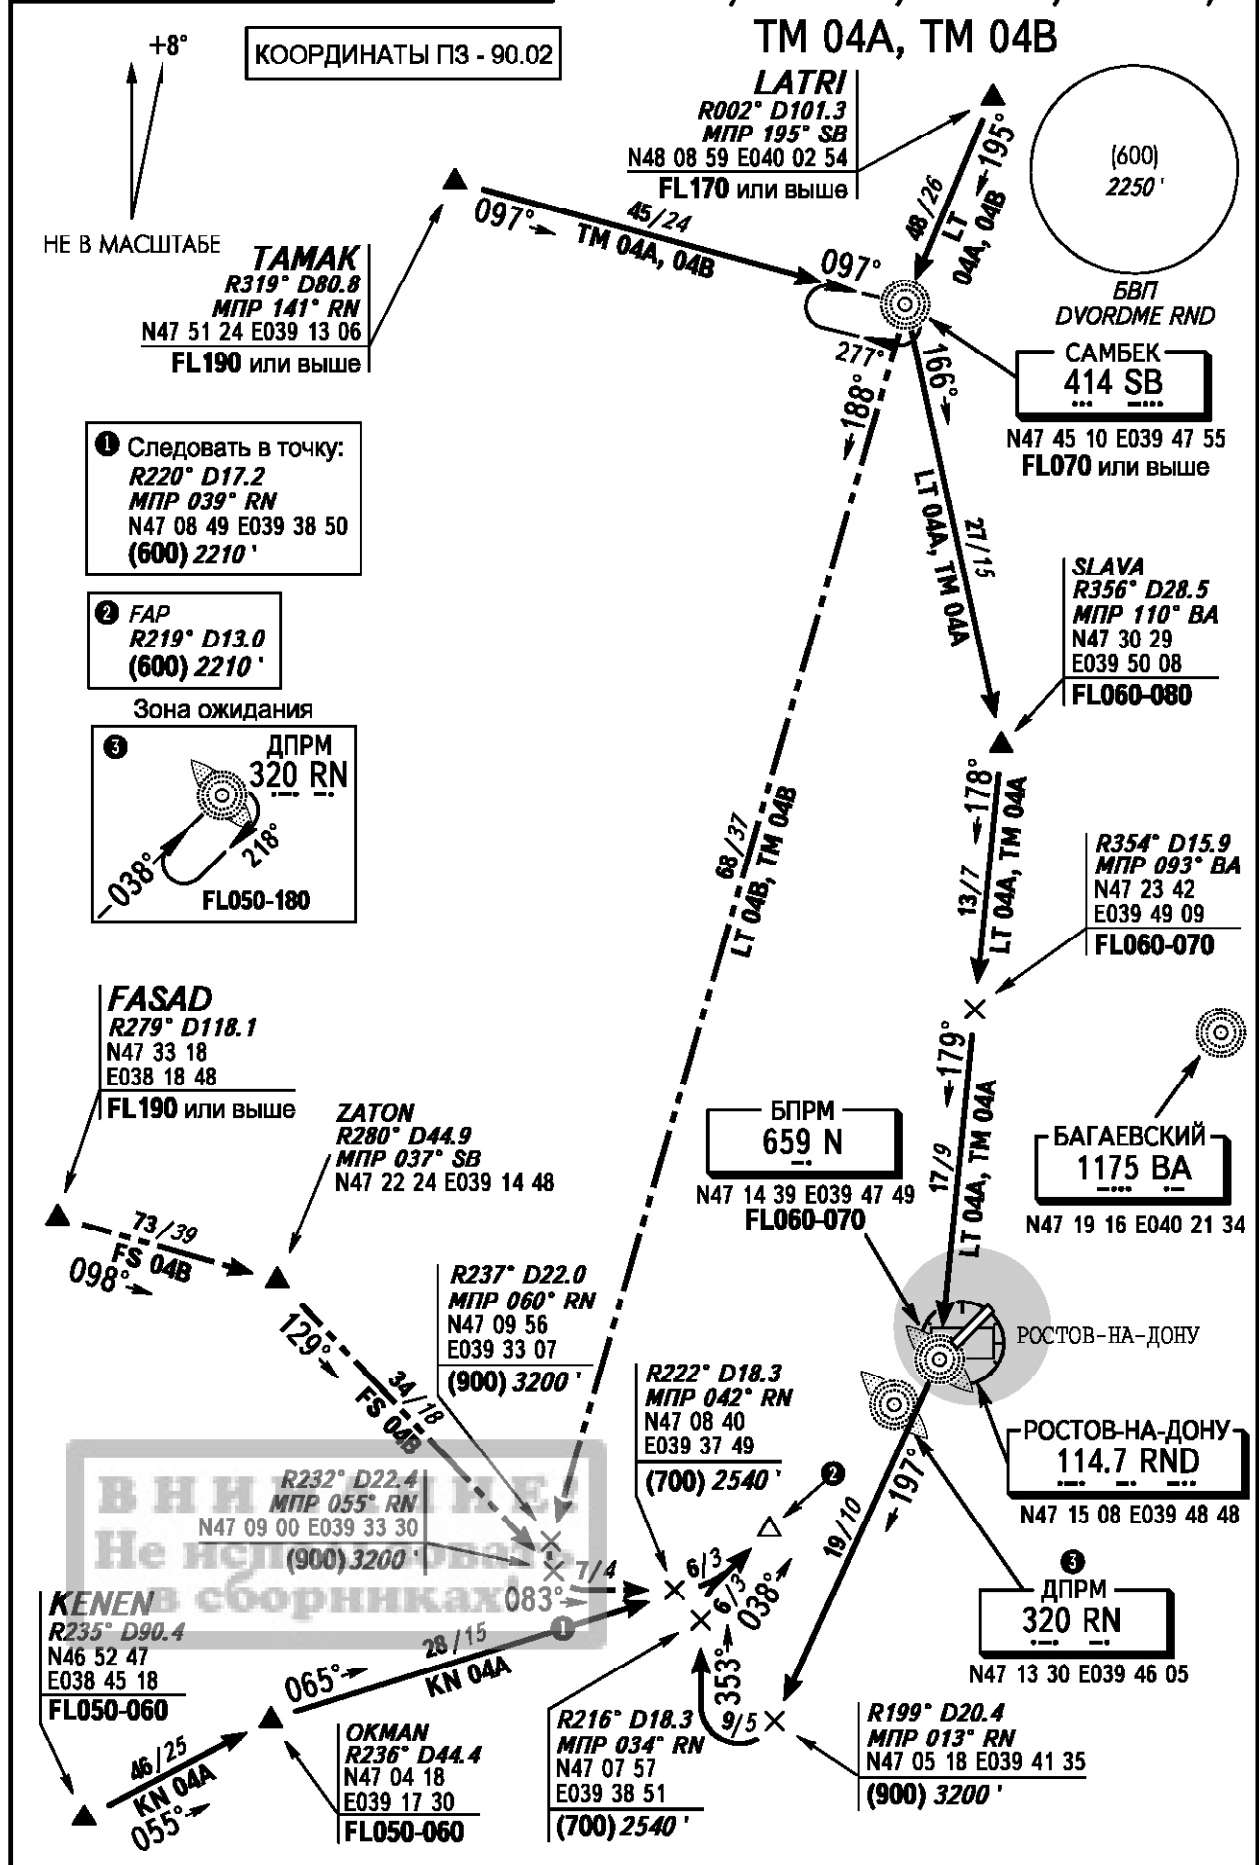 TM 04A, TM 04B
+8°
КООРДИНАТЫ ПЗ - 90.02
НЕ В МАСШТАБЕ
LATRI
R002° D101.3
МПР 195° SB
N48 08 59 E040 02 54
FL170 или выше
195°
48/26
LT
04A, 04B
(600)
2250 '
БВП
DVORDME RND
TAMAK
R319° D80.8
МПР 141° RN
N47 51 24 E039 13 06
FL190 или выше
097°
45/24
TM 04A, 04B
097°
277°
САМБЕК
414 SB
N47 45 10 E039 47 55
FL070 или выше
188°
166°
LT 04A, TM 04A
27/15
1 Следовать в точку:
R220° D17.2
МПР 039° RN
N47 08 49 E039 38 50
(600) 2210 '
2 FAP
R219° D13.0
(600) 2210 '
Зона ожидания
3
ДПРМ
320 RN
038°
218°
FL050-180
SLAVA
R356° D28.5
МПР 110° BA
N47 30 29
E039 50 08
FL060-080
68/37
LT 04B, TM 04B
178°
13/7
LT 04A, TM 04A
R354° D15.9
МПР 093° BA
N47 23 42
E039 49 09
FL060-070
FASAD
R279° D118.1
N47 33 18
E038 18 48
FL190 или выше
73/39
FS 04B
098°
ZATON
R280° D44.9
МПР 037° SB
N47 22 24 E039 14 48
129°
34/18
FS 04B
179°
17/9
LT 04A, TM 04A
БПРМ
659 N
N47 14 39 E039 47 49
FL060-070
БАГАЕВСКИЙ
1175 BA
N47 19 16 E040 21 34
РОСТОВ-НА-ДОНУ
R237° D22.0
МПР 060° RN
N47 09 56
E039 33 07
(900) 3200 '
R222° D18.3
МПР 042° RN
N47 08 40
E039 37 49
(700) 2540 '
РОСТОВ-НА-ДОНУ
114.7 RND
N47 15 08 E039 48 48
197°
19/10
ВНИМАНИЕ!
Не использовать
в сборниках!
R232° D22.4
МПР 055° RN
N47 09 00 E039 33 30
(900) 3200 '
7/4
083°
6/3
6/3
038°
2
1
3
ДПРМ
320 RN
N47 13 30 E039 46 05
KENEN
R235° D90.4
N46 52 47
E038 45 18
FL050-060
46/25
KN 04A
055°
065°
28/15
KN 04A
OKMAN
R236° D44.4
N47 04 18
E039 17 30
FL050-060
353°
9/5
R216° D18.3
МПР 034° RN
N47 07 57
E039 38 51
(700) 2540 '
R199° D20.4
МПР 013° RN
N47 05 18 E039 41 35
(900) 3200 '